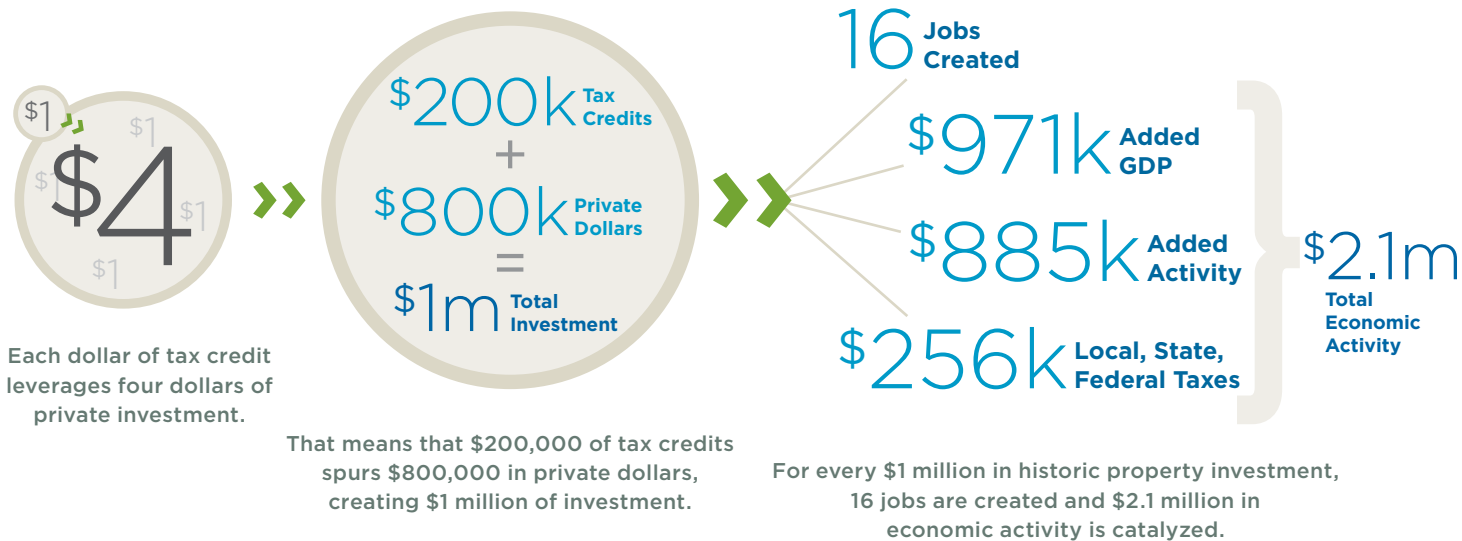 $1
$1
$4
$1
$1
$1
Each dollar of tax credit
leverages four dollars of
private investment.
$200k Tax
Credits
+
$800k Private
Dollars
=
$1m Total
Investment
That means that $200,000 of tax credits
spurs $800,000 in private dollars,
creating $1 million of investment.
16 Jobs
Created
$971k Added
GDP
$885k Added
Activity
$256k Local, State,
Federal Taxes
$2.1m
Total
Economic
Activity
For every $1 million in historic property investment,
16 jobs are created and $2.1 million in
economic activity is catalyzed.